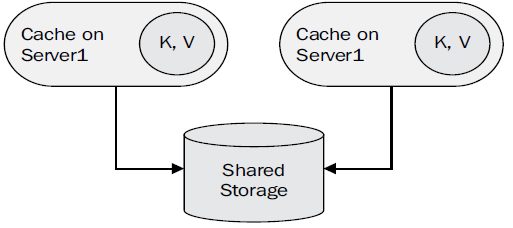 Cache on
Server1
K, V
Cache on
Server1
K, V
Shared
Storage